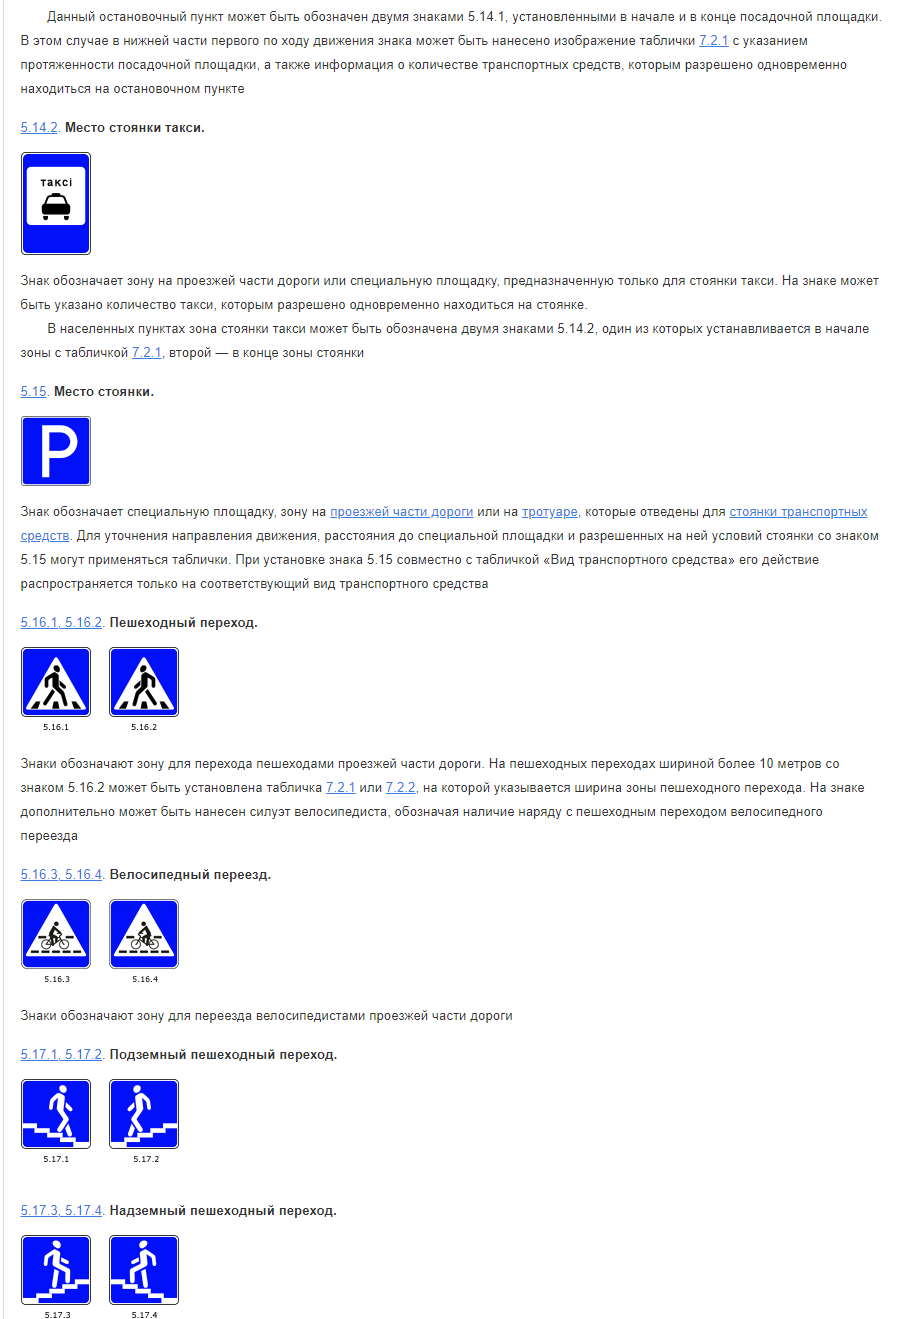 Данный остановочный пункт может быть обозначен двумя знаками 5.14.1, установленными в начале и в конце посадочной площадки.
В этом случае в нижней части первого по ходу движения знака может быть нанесено изображение таблички 7.2.1 с указанием
протяженности посадочной площадки, а также информация о количестве транспортных средств, которым разрешено одновременно
находиться на остановочном пункте
5.14.2. Место стоянки такси.
таксі
Знак обозначает зону на проезжей части дороги или специальную площадку, предназначенную только для стоянки такси. На знаке может
быть указано количество такси, которым разрешено одновременно находиться на стоянке.
В населенных пунктах зона стоянки такси может быть обозначена двумя знаками 5.14.2, один из которых устанавливается в начале
зоны с табличкой 7.2.1, второй — в конце зоны стоянки
5.15. Место стоянки.
P
Знак обозначает специальную площадку, зону на проезжей части дороги или на тротуаре, которые отведены для стоянки транспортных
средств. Для уточнения направления движения, расстояния до специальной площадки и разрешенных на ней условий стоянки со знаком
5.15 могут применяться таблички. При установке знака 5.15 совместно с табличкой «Вид транспортного средства» его действие
распространяется только на соответствующий вид транспортного средства
5.16.1, 5.16.2. Пешеходный переход.
5.16.1 5.16.2
Знаки обозначают зону для перехода пешеходами проезжей части дороги. На пешеходных переходах шириной более 10 метров со
знаком 5.16.2 может быть установлена табличка 7.2.1 или 7.2.2, на которой указывается ширина зоны пешеходного перехода. На знаке
дополнительно может быть нанесен силуэт велосипедиста, обозначая наличие наряду с пешеходным переходом велосипедного
переезда
5.16.3, 5.16.4. Велосипедный переезд.
5.16.3 5.16.4
Знаки обозначают зону для переезда велосипедистами проезжей части дороги
5.17.1, 5.17.2. Подземный пешеходный переход.
5.17.1 5.17.2
5.17.3, 5.17.4. Надземный пешеходный переход.
5.17.3 5.17.4